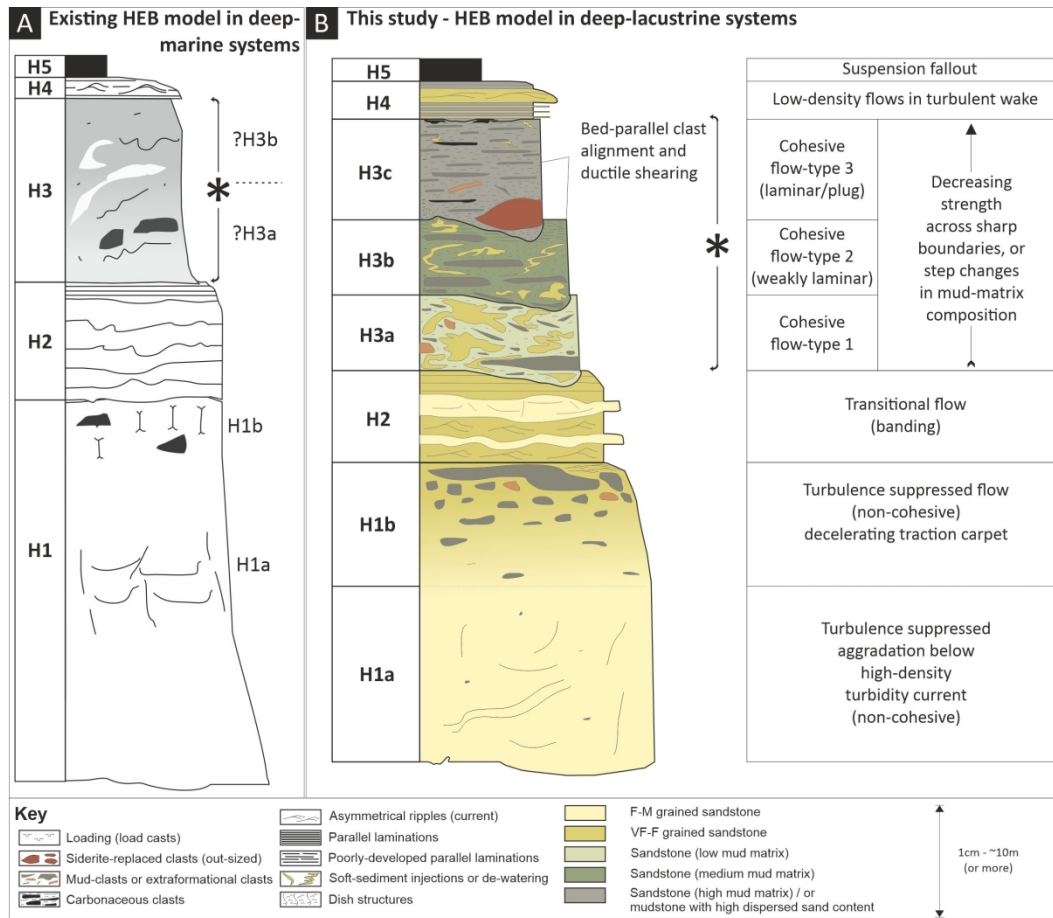 A Existing HEB model in deep-
marine systems
H5
H4
H3
?H3b
*
?H3a
H2
H1
H1b
H1a
B This study - HEB model in deep-lacustrine systems
H5
H4
H3c
H3b
H3a
H2
H1b
H1a
Bed-parallel clast
alignment and
ductile shearing
*
Suspension fallout
Low-density flows in turbulent wake
Cohesive
flow-type 3
(laminar/plug)
Cohesive
flow-type 2
(weakly laminar)
Cohesive
flow-type 1
Decreasing
strength
across sharp
boundaries, or
step changes
in mud-matrix
composition
Transitional flow
(banding)
Turbulence suppressed flow
(non-cohesive)
decelerating traction carpet
Turbulence suppressed
aggradation below
high-density
turbidity current
(non-cohesive)
Key
Loading (load casts)
Siderite-replaced clasts (out-sized)
Mud-clasts or extraformational clasts
Carbonaceous clasts
Asymmetrical ripples (current)
Parallel laminations
Poorly-developed parallel laminations
Soft-sediment injections or de-watering
Dish structures
F-M grained sandstone
VF-F grained sandstone
Sandstone (low mud matrix)
Sandstone (medium mud matrix)
Sandstone (high mud matrix) / or
mudstone with high dispersed sand content
1cm - ~10m
(or more)